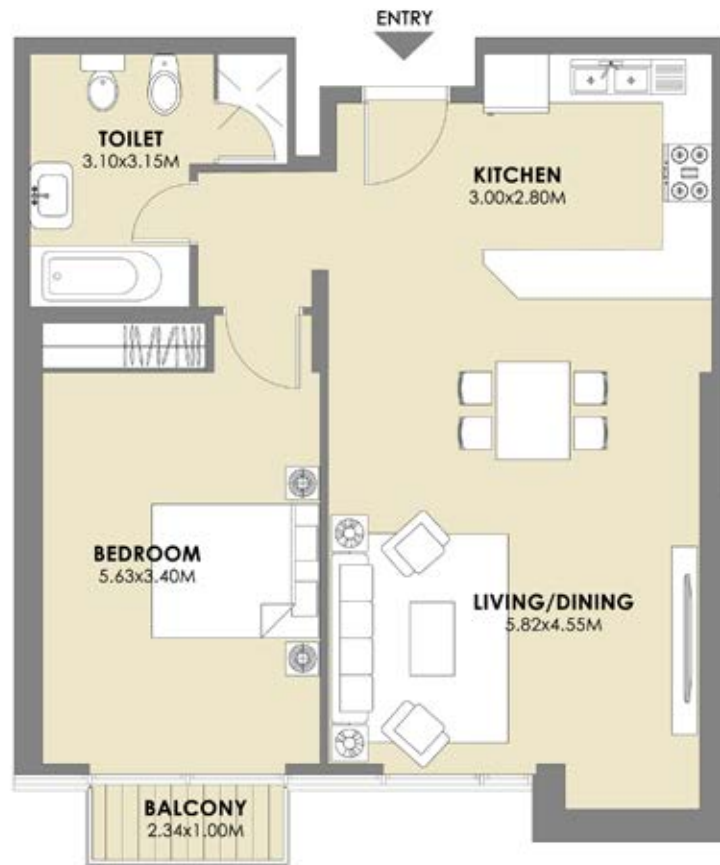 ENTRY
TOILET
3.10x3.15M
KITCHEN
3.00x2.80M
BEDROOM
5.63x3.40M
LIVING/DINING
5.82x4.55M
BALCONY
2.34x1.00M